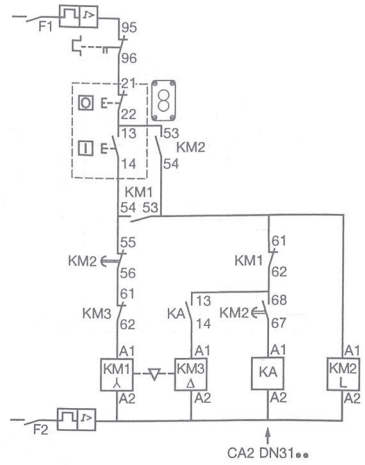 I>
F1
95
96
21
O
22
13 53
I KM2
14 54
KM1
54 53
55 61
KM2 KM1
56 62
61 13 68
KM3 KA KM2
62 14 67
A1 A1 A1 A1
KM1 KM3 KA KM2
Y Δ L
A2 A2 A2 A2
I>
F2
CA2 DN31••